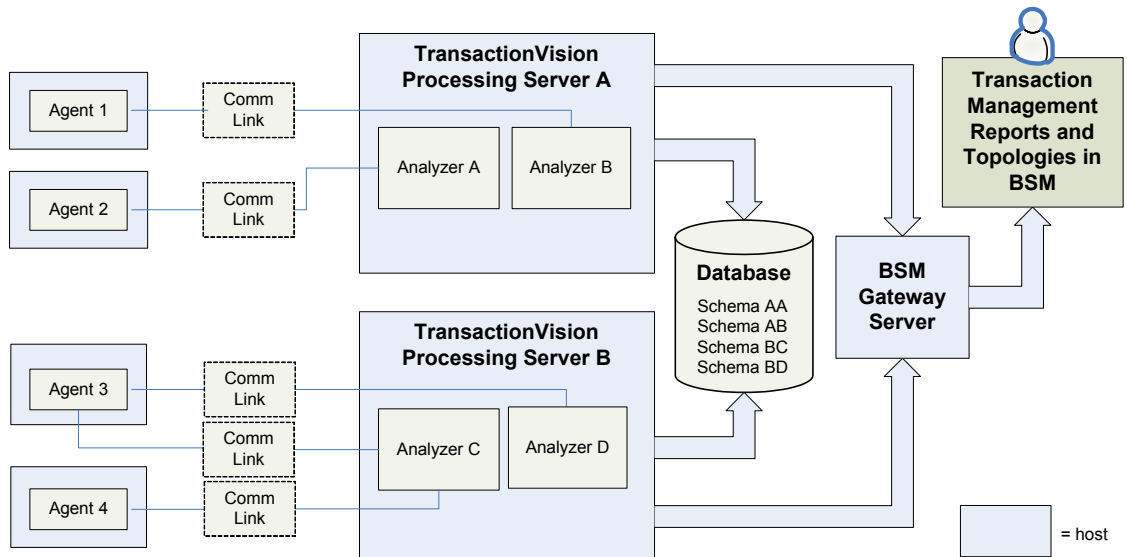 TransactionVision
Processing Server A
Transaction
Management
Reports and
Topologies in
BSM
Agent 1
Comm
Link
Analyzer A
Analyzer B
Agent 2
Comm
Link
Database
Schema AA
Schema AB
Schema BC
Schema BD
BSM
Gateway
Server
TransactionVision
Processing Server B
Agent 3
Comm
Link
Comm
Link
Analyzer C
Analyzer D
Agent 4
Comm
Link
= host